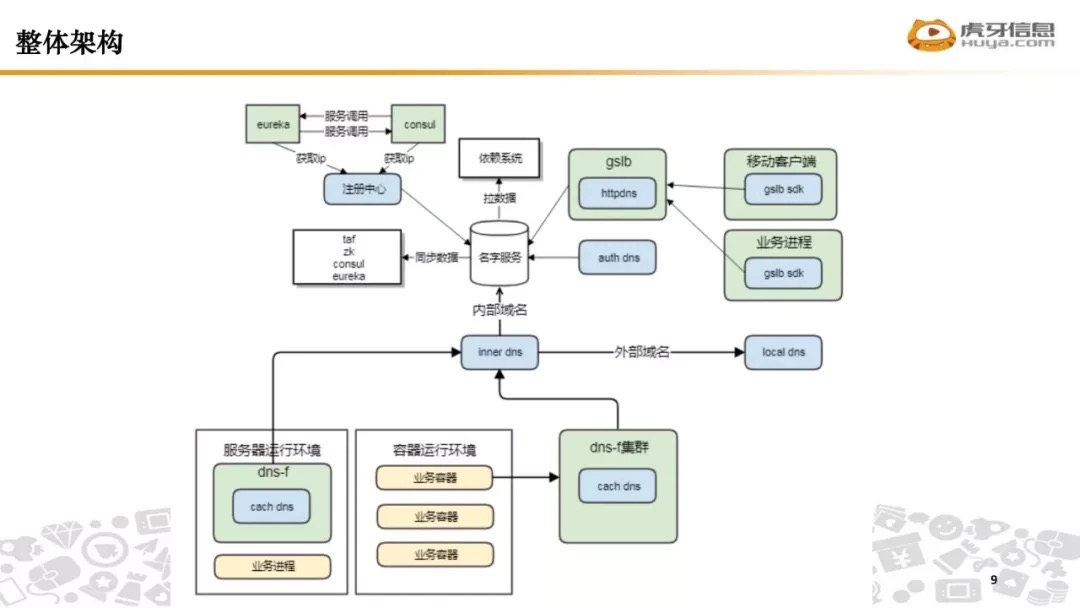 整体架构
虎牙信息
HUYA.com
eureka
服务调用
服务调用
consul
获取ip
获取ip
注册中心
依赖系统
拉数据
gslb
httpdns
移动客户端
gslb sdk
taf
zk
consul
eureka
同步数据
名字服务
auth dns
业务进程
gslb sdk
内部域名
inner dns
外部域名
local dns
服务器运行环境
dns-f
cach dns
业务进程
容器运行环境
业务容器
业务容器
业务容器
dns-f集群
cach dns
9